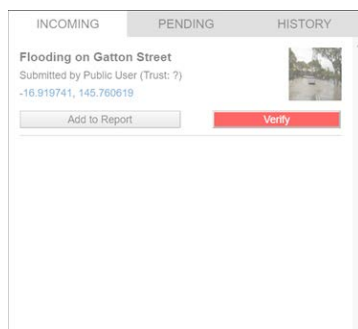 INCOMING PENDING HISTORY
Flooding on Gatton Street
Submitted by Public User (Trust: ?)
-16.919741, 145.760619
Add to Report Verify